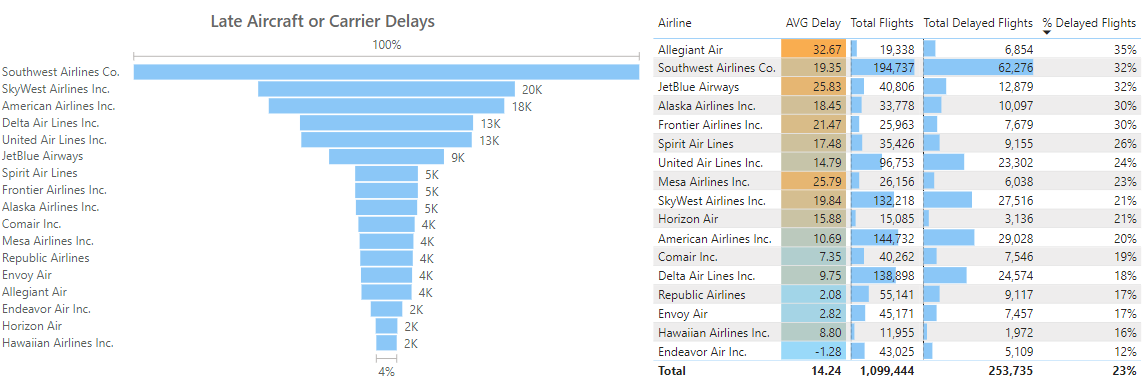 Late Aircraft or Carrier Delays
100%
Southwest Airlines Co.
SkyWest Airlines Inc. 20K
American Airlines Inc. 18K
Delta Air Lines Inc. 13K
United Air Lines Inc. 13K
JetBlue Airways 9K
Spirit Air Lines 5K
Frontier Airlines Inc. 5K
Alaska Airlines Inc. 5K
Comair Inc. 4K
Mesa Airlines Inc. 4K
Republic Airlines 4K
Envoy Air 4K
Allegiant Air 4K
Endeavor Air Inc. 2K
Horizon Air 2K
Hawaiian Airlines Inc. 2K
4%
Airline AVG Delay Total Flights Total Delayed Flights % Delayed Flights
Allegiant Air 32.67 19,338 6,854 35%
Southwest Airlines Co. 19.35 194,737 62,276 32%
JetBlue Airways 25.83 40,806 12,879 32%
Alaska Airlines Inc. 18.45 33,778 10,097 30%
Frontier Airlines Inc. 21.47 25,963 7,679 30%
Spirit Air Lines 17.48 35,426 9,155 26%
United Air Lines Inc. 14.79 96,753 23,302 24%
Mesa Airlines Inc. 25.79 26,156 6,038 23%
SkyWest Airlines Inc. 19.84 132,218 27,516 21%
Horizon Air 15.88 15,085 3,136 21%
American Airlines Inc. 10.69 144,732 29,028 20%
Comair Inc. 7.35 40,262 7,546 19%
Delta Air Lines Inc. 9.75 138,898 24,574 18%
Republic Airlines 2.08 55,141 9,117 17%
Envoy Air 2.82 45,171 7,457 17%
Hawaiian Airlines Inc. 8.80 11,955 1,972 16%
Endeavor Air Inc. -1.28 43,025 5,109 12%
Total 14.24 1,099,444 253,735 23%